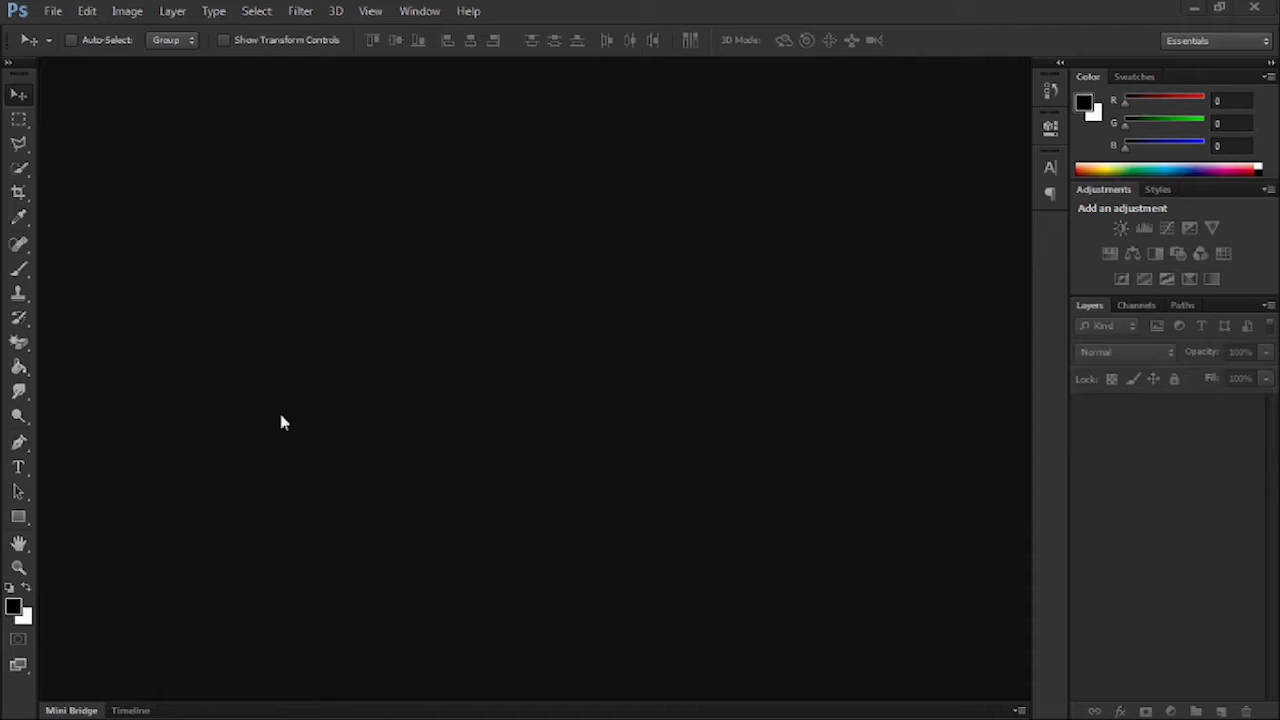 Ps File Edit Image Layer Type Select Filter 3D View Window Help
Auto-Select: Group Show Transform Controls 3D Mode: Essentials
Color Swatches
R 0
G 0
B 0
Adjustments Styles
Add an adjustment
Layers Channels Paths
Kind
Normal Opacity: 100%
Lock: Fill: 100%
Mini Bridge Timeline